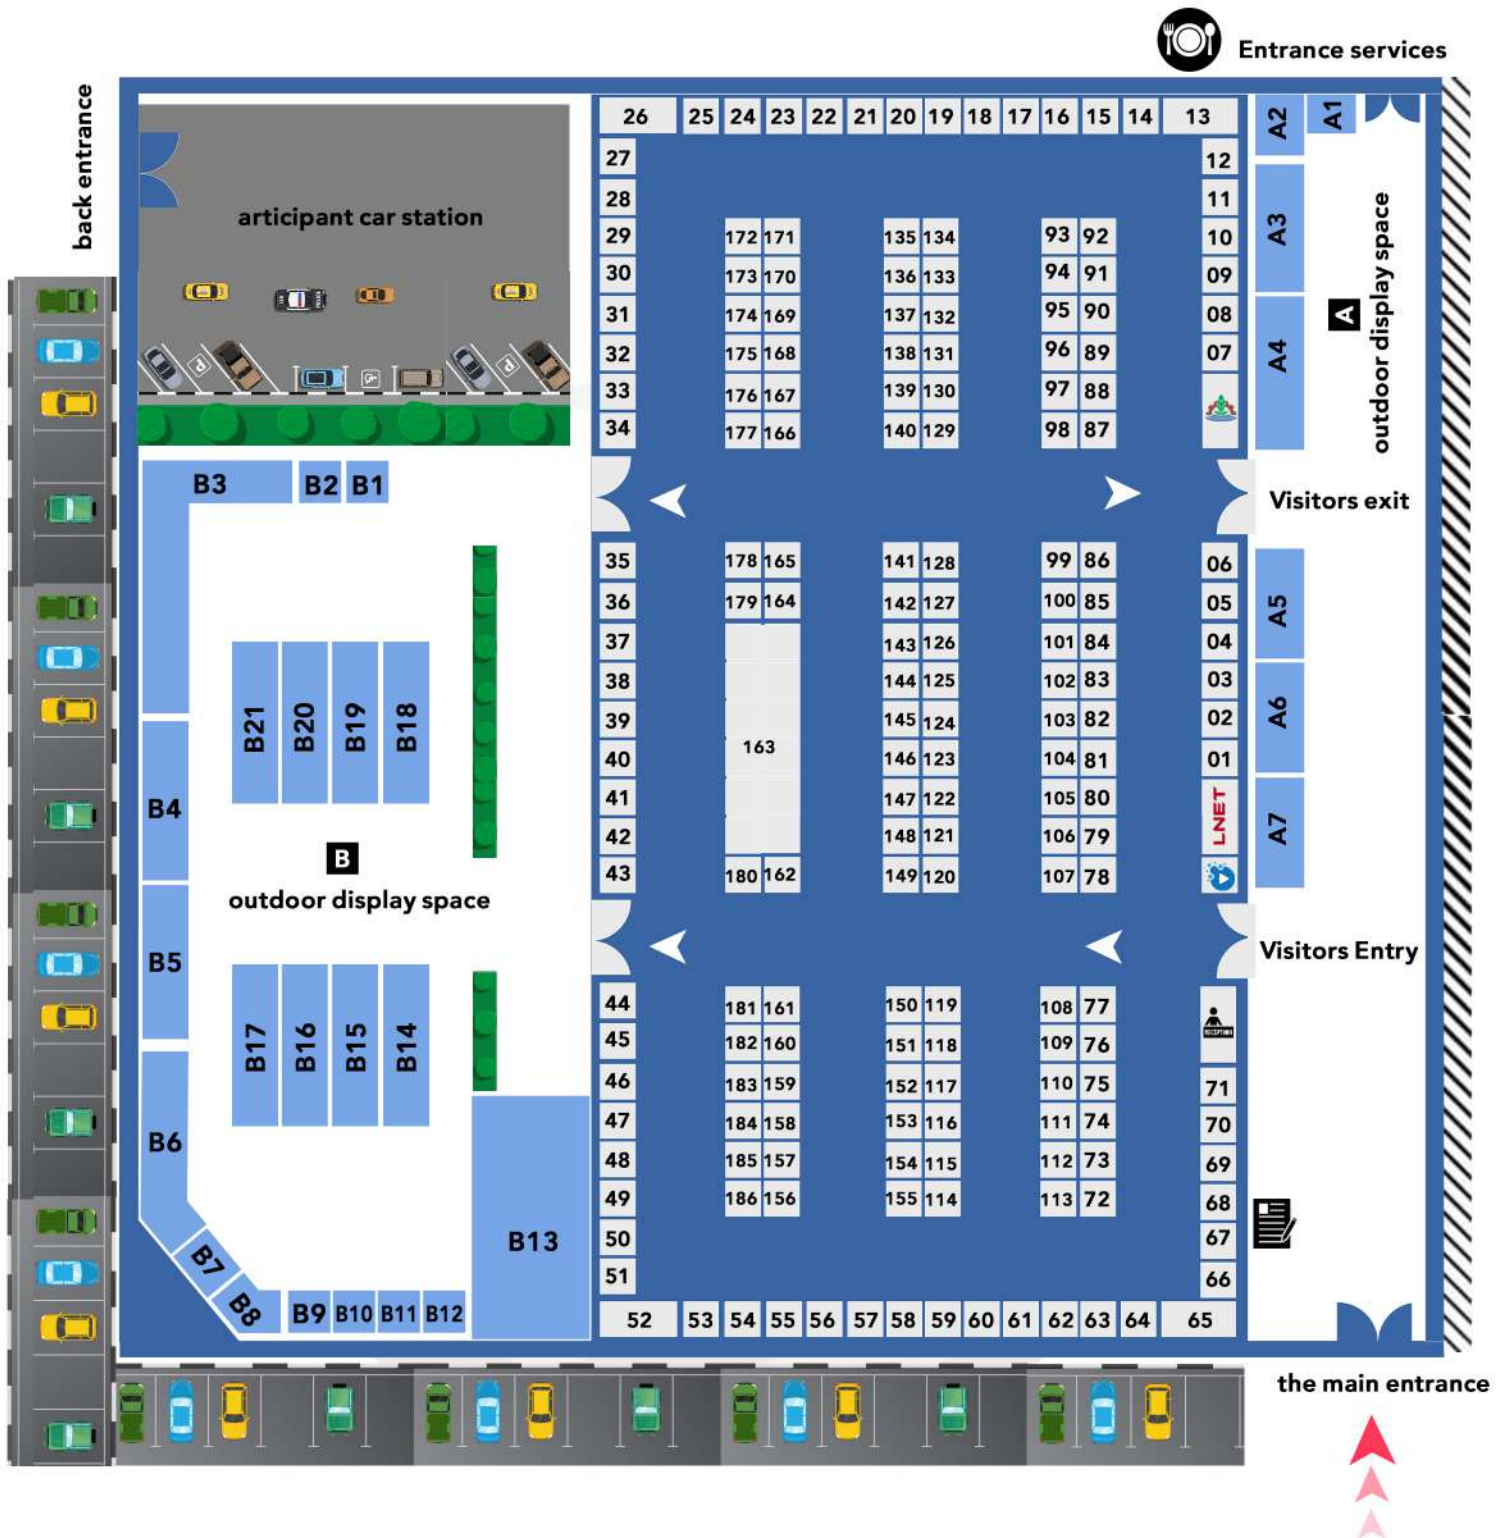 Entrance services
back entrance
26 25 24 23 22 21 20 19 18 17 16 15 14 13
A2 A1
27 12
28 11
articipant car station
29 172 171 135 134 93 92 10
A3
30 173 170 136 133 94 91 09
31 174 169 137 132 95 90 08
A
outdoor display space
32 175 168 138 131 96 89 07
A4
33 176 167 139 130 97 88
34 177 166 140 129 98 87
B3 B2 B1
Visitors exit
35 178 165 141 128 99 86 06
36 179 164 142 127 100 85 05
A5
37 143 126 101 84 04
38 144 125 102 83 03
39 145 124 103 82 02
A6
B21 B20 B19 B18
163
40 146 123 104 81 01
41 147 122 105 80
LNET
B4
42 148 121 106 79
A7
43 180 162 149 120 107 78
B
outdoor display space
Visitors Entry
B5
44 181 161 150 119 108 77
RECEPTION
45 182 160 151 118 109 76
B17 B16 B15 B14
46 183 159 152 117 110 75 71
47 184 158 153 116 111 74 70
B6
48 185 157 154 115 112 73 69
49 186 156 155 114 113 72 68
50 67
B13
B7
51 66
B8
B9 B10 B11 B12
52 53 54 55 56 57 58 59 60 61 62 63 64 65
the main entrance